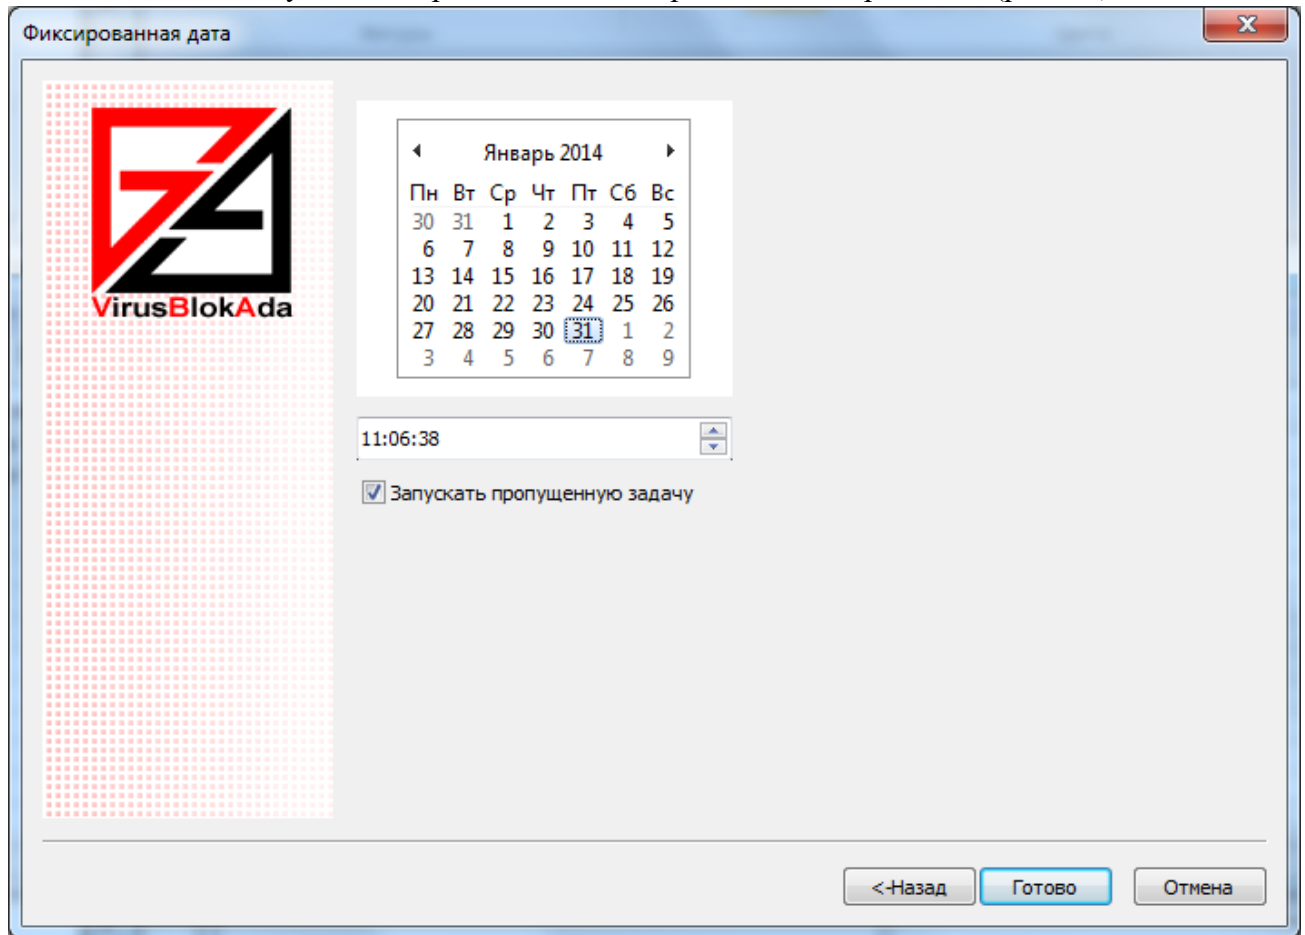 Фиксированная дата
X
VirusBlokAda
Январь 2014
Пн Вт Ср Чт Пт Сб Вс
30 31 1 2 3 4 5
6 7 8 9 10 11 12
13 14 15 16 17 18 19
20 21 22 23 24 25 26
27 28 29 30 31 1 2
3 4 5 6 7 8 9
11:06:38
Запускать пропущенную задачу
<-Назад Готово Отмена